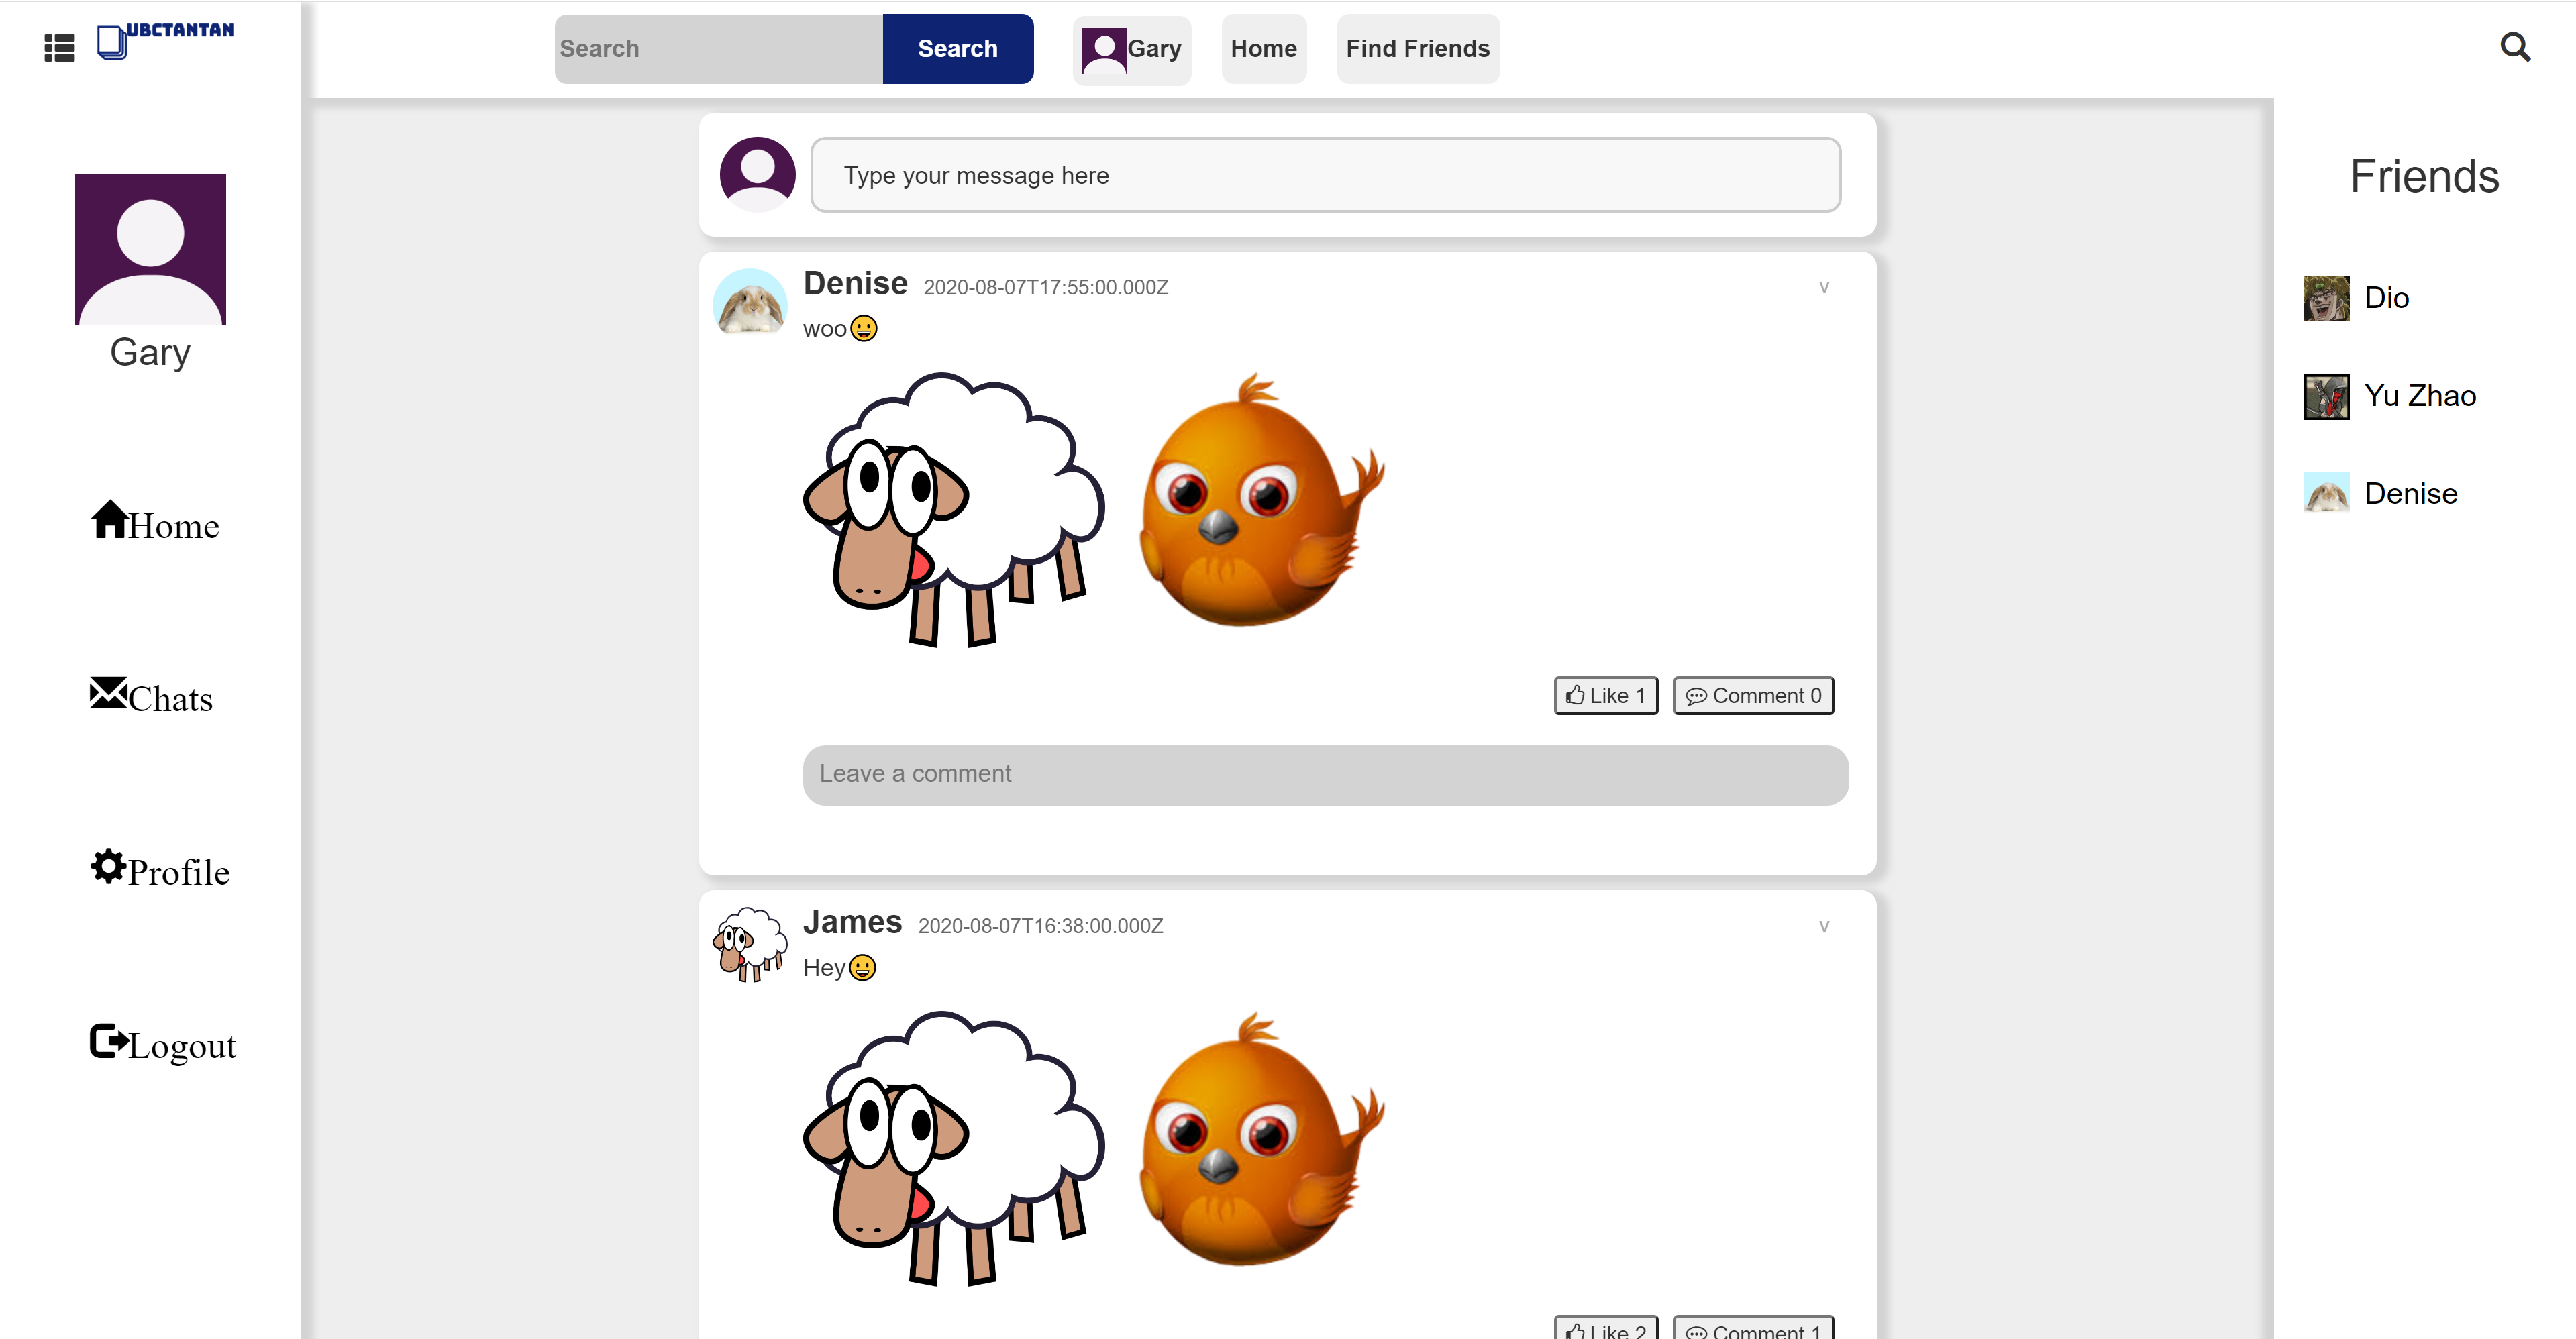 UBCTANTAN
Search
Search
Gary
Home
Find Friends
Gary
Home
Chats
Profile
Logout
Type your message here
Denise 2020-08-07T17:55:00.000Z v
woo😀
Like 1
Comment 0
Leave a comment
James 2020-08-07T16:38:00.000Z v
Hey😀
Like 2
Comment 1
Friends
Dio
Yu Zhao
Denise